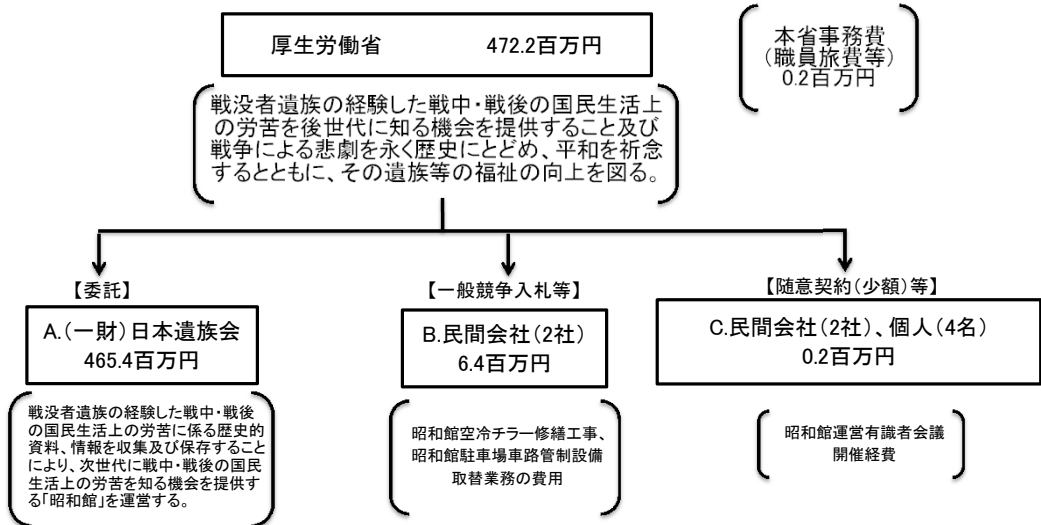 厚生労働省 472.2百万円
本省事務費
(職員旅費等)
0.2百万円
戦没者遺族の経験した戦中・戦後の国民生活上
の労苦を後世代に知る機会を提供すること及び
戦争による悲劇を永く歴史にとどめ、平和を祈念
するとともに、その遺族等の福祉の向上を図る。
【委託】
A.(一財)日本遺族会
465.4百万円
戦没者遺族の経験した戦中・戦後
の国民生活上の労苦に係る歴史的
資料、情報を収集及び保存すること
により、次世代に戦中・戦後の国民
生活上の労苦を知る機会を提供す
る「昭和館」を運営する。
【一般競争入札等】
B.民間会社(2社)
6.4百万円
昭和館空冷チラー修繕工事、
昭和館駐車場車路管制設備
取替業務の費用
【随意契約(少額)等】
C.民間会社(2社)、個人(4名)
0.2百万円
昭和館運営有識者会議
開催経費